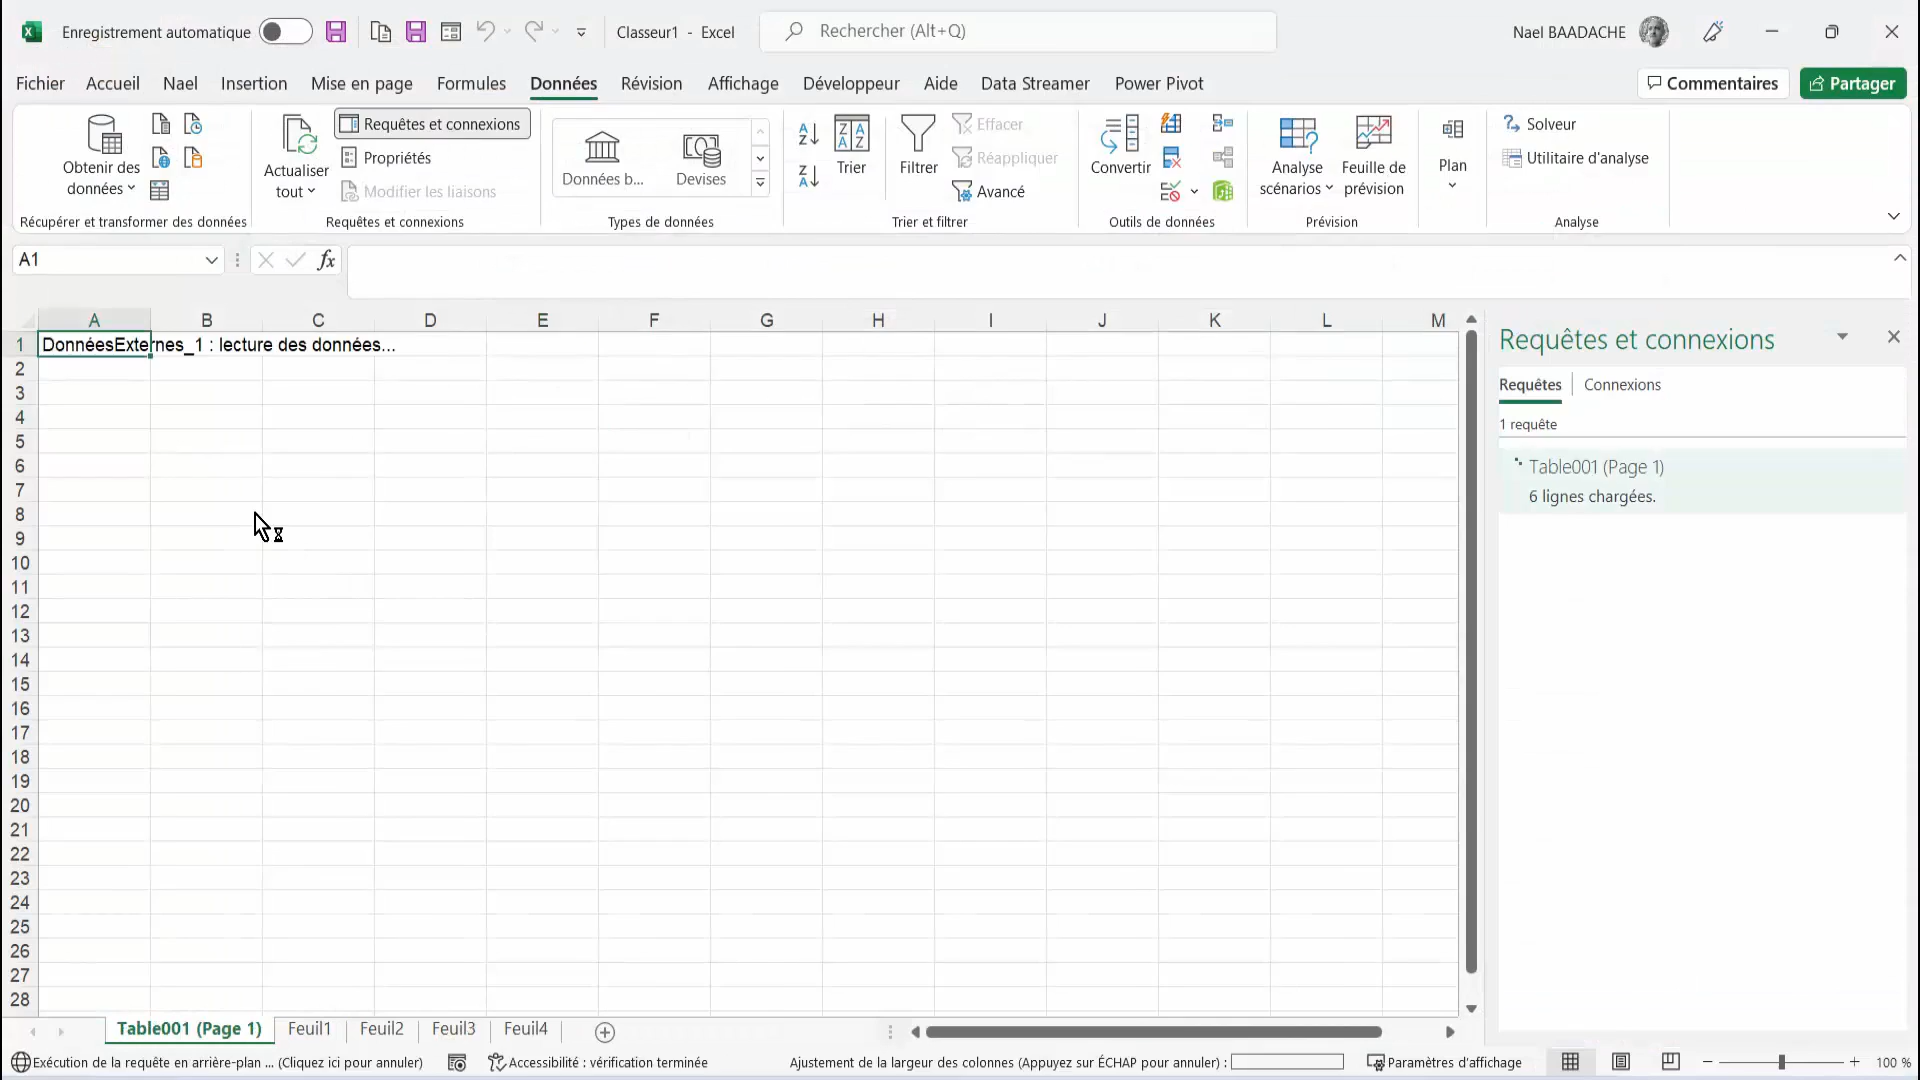 Enregistrement automatique
Classeur1 - Excel
Rechercher (Alt+Q)
Nael BAADACHE
Fichier Accueil Nael Insertion Mise en page Formules Données Révision Affichage Développeur Aide Data Streamer Power Pivot
Commentaires
Partager
Obtenir des données
Récupérer et transformer des données
Actualiser tout
Requêtes et connexions
Propriétés
Modifier les liaisons
Requêtes et connexions
Données b...
Devises
Types de données
Trier
Filtrer
Effacer
Réappliquer
Avancé
Trier et filtrer
Convertir
Outils de données
Analyse scénarios
Feuille de prévision
Prévision
Plan
Solveur
Utilitaire d'analyse
Analyse
A1
fx
A B C D E F G H I J K L M
1 DonnéesExternes_1 : lecture des données...
2
3
4
5
6
7
8
9
10
11
12
13
14
15
16
17
18
19
20
21
22
23
24
25
26
27
28
Requêtes et connexions
Requêtes Connexions
1 requête
Table001 (Page 1)
6 lignes chargées.
Table001 (Page 1) Feuil1 Feuil2 Feuil3 Feuil4
Exécution de la requête en arrière-plan ... (Cliquez ici pour annuler)
Accessibilité : vérification terminée
Ajustement de la largeur des colonnes (Appuyez sur ÉCHAP pour annuler) :
Paramètres d'affichage
100 %